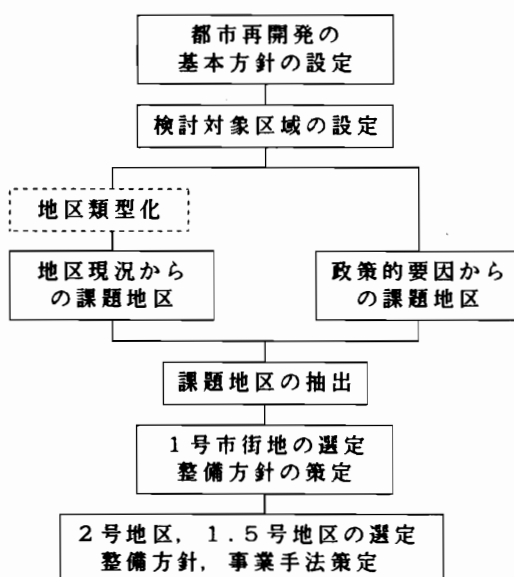 都市再開発の
基本方針の設定
検討対象区域の設定
地区類型化
地区現況から
の課題地区
政策的要因から
の課題地区
課題地区の抽出
1号市街地の選定
整備方針の策定
2号地区，1.5号地区の選定
整備方針，事業手法策定